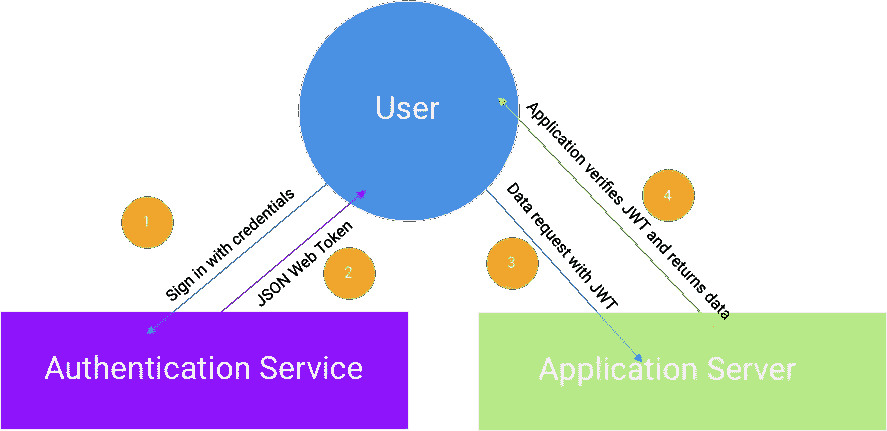 User
1
Sign in with credentials
JSON Web Token
2
3
Data request with JWT
Application verifies JWT and returns data
4
Authentication Service
Application Server